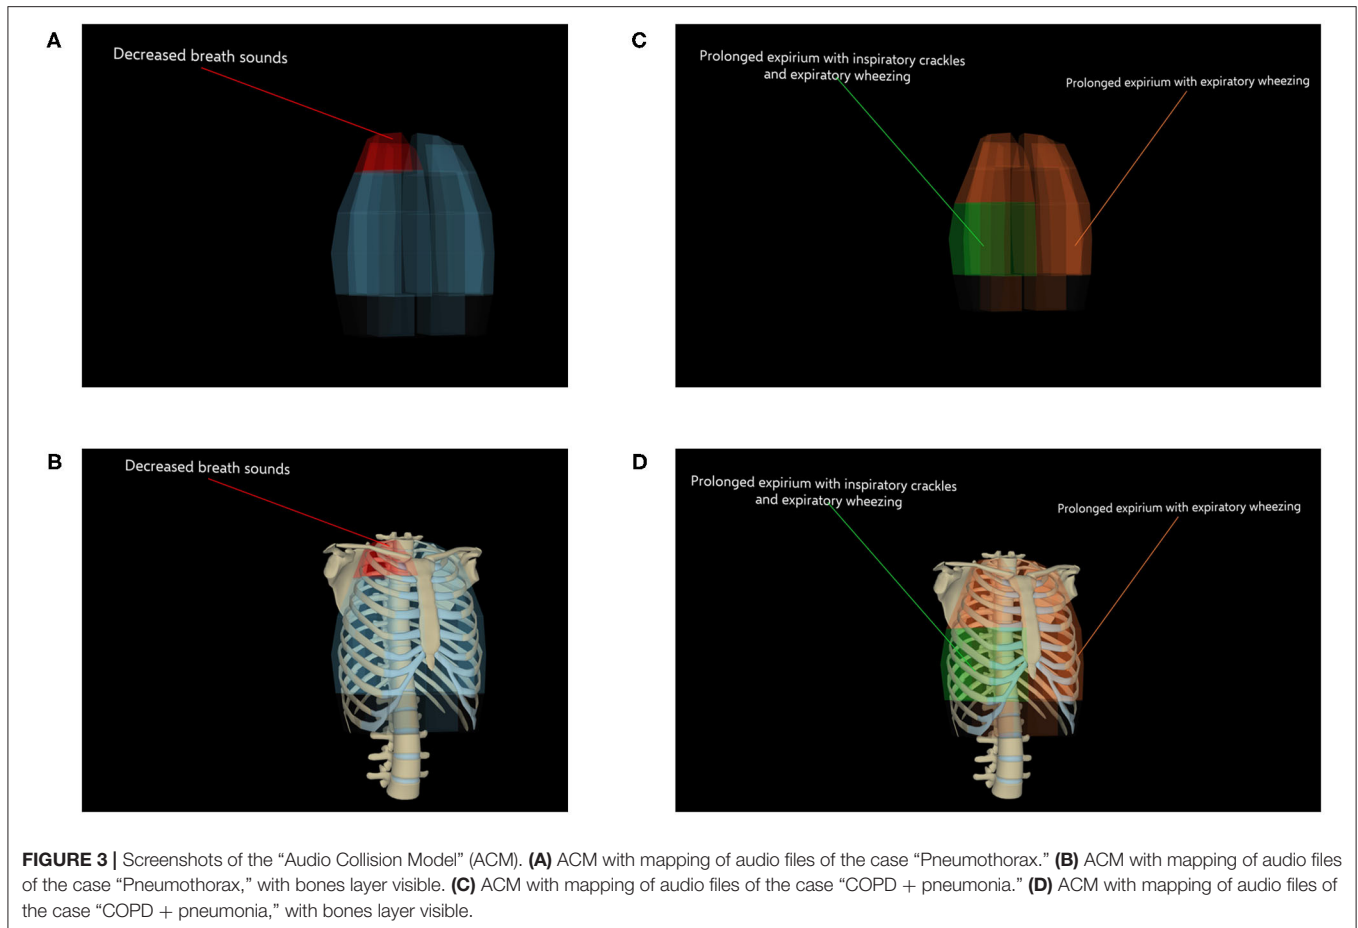 A
Decreased breath sounds
C
Prolonged expirium with inspiratory crackles
and expiratory wheezing
Prolonged expirium with expiratory wheezing
B
Decreased breath sounds
D
Prolonged expirium with inspiratory crackles
and expiratory wheezing
Prolonged expirium with expiratory wheezing
FIGURE 3 | Screenshots of the “Audio Collision Model” (ACM). (A) ACM with mapping of audio files of the case “Pneumothorax.” (B) ACM with mapping of audio files
of the case “Pneumothorax,” with bones layer visible. (C) ACM with mapping of audio files of the case “COPD + pneumonia.” (D) ACM with mapping of audio files of
the case “COPD + pneumonia,” with bones layer visible.